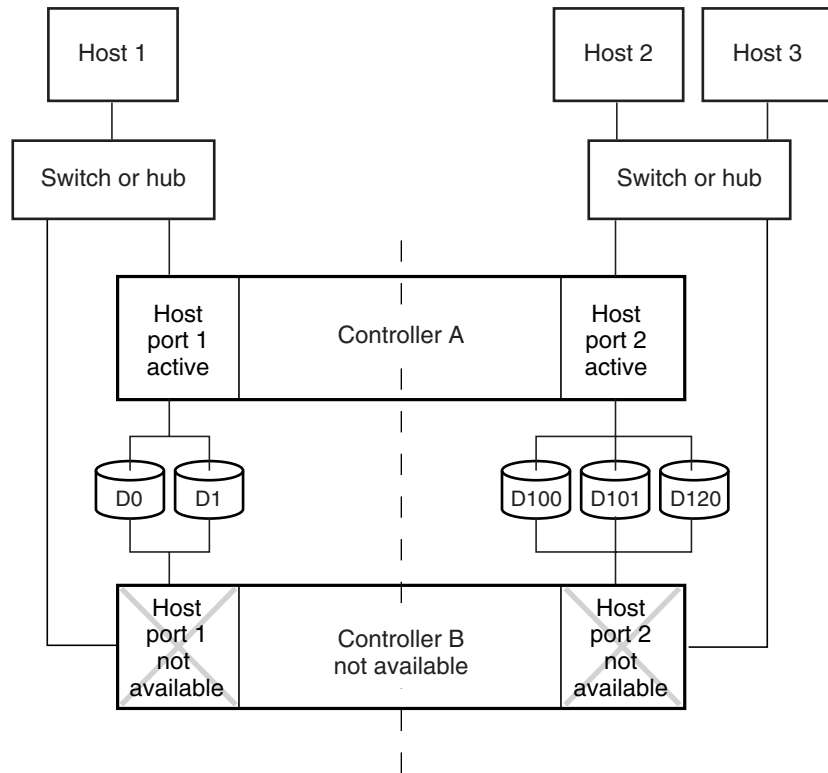 Host 1
Host 2
Host 3
Switch or hub
Switch or hub
Host
port 1
active
Controller A
Host
port 2
active
D0
D1
D100
D101
D120
Host
port 1
not
available
Controller B
not available
Host
port 2
not
available